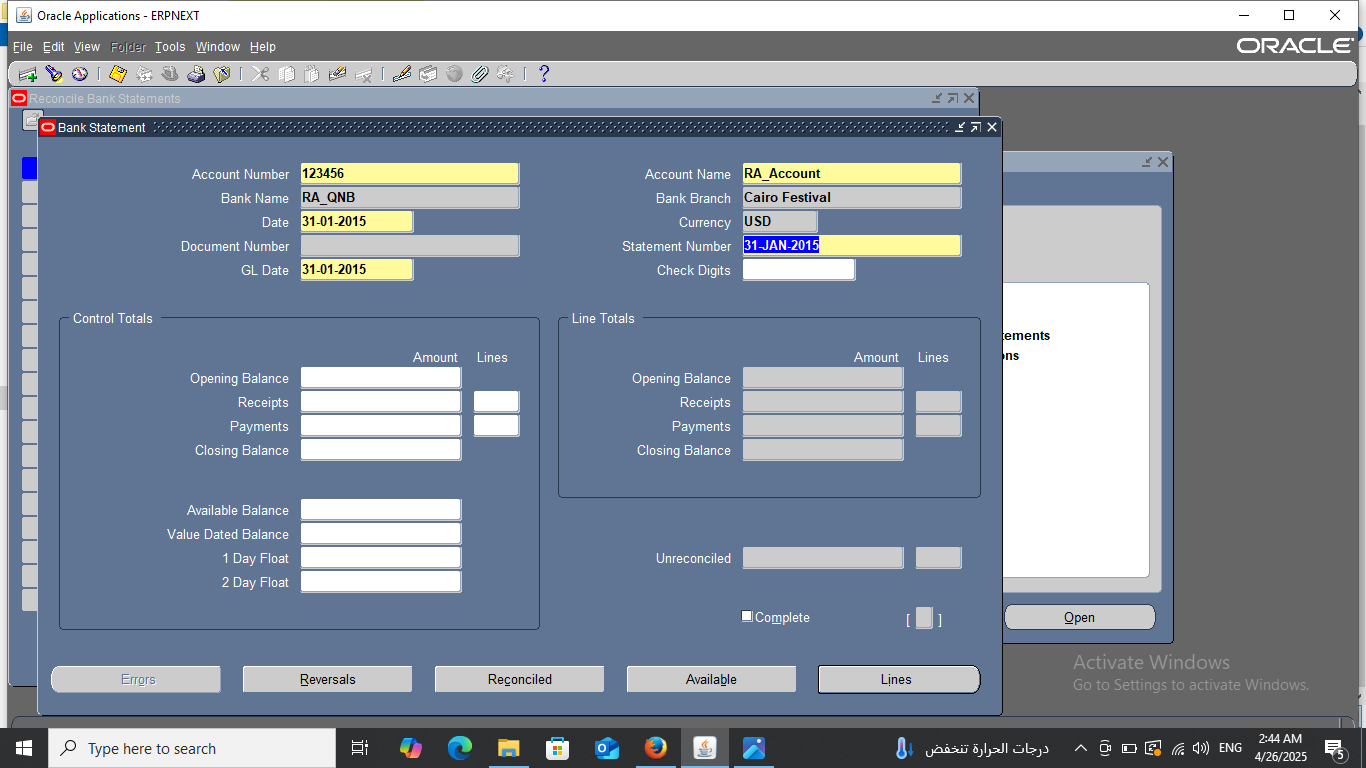 Oracle Applications - ERPNEXT
File Edit View Folder Tools Window Help
ORACLE
Reconcile Bank Statements
Bank Statement
Account Number 123456 Account Name RA_Account
Bank Name RA_QNB Bank Branch Cairo Festival
Date 31-01-2015 Currency USD
Document Number Statement Number 31-JAN-2015
GL Date 31-01-2015 Check Digits
Control Totals Line Totals
tements
ons
Amount Lines Amount Lines
Opening Balance Opening Balance
Receipts Receipts
Payments Payments
Closing Balance Closing Balance
Available Balance
Value Dated Balance
1 Day Float Unreconciled
2 Day Float
Complete [ ]
Open
Errors Reversals Reconciled Available Lines
Activate Windows
Go to Settings to activate Windows.
Type here to search
درجات الحرارة تنخفض
ENG
2:44 AM
4/26/2025
5